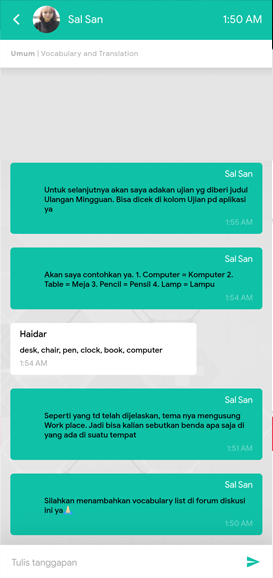 Sal San
1:50 AM
Umum | Vocabulary and Translation
Sal San
Untuk selanjutnya akan saya adakan ujian yg diberi judul
Ulangan Mingguan. Bisa dicek di kolom Ujian pd aplikasi
ya
1:55 AM
Sal San
Akan saya contohkan ya. 1. Computer = Komputer 2.
Table = Meja 3. Pencil = Pensil 4. Lamp = Lampu
1:54 AM
Haidar
desk, chair, pen, clock, book, computer
1:54 AM
Sal San
Seperti yang td telah dijelaskan, tema nya mengusung
Work place. Jadi bisa kalian sebutkan benda apa saja di
yang ada di suatu tempat
1:51 AM
Sal San
Silahkan menambahkan vocabulary list di forum diskusi
ini ya🙏
1:50 AM
Tulis tanggapan